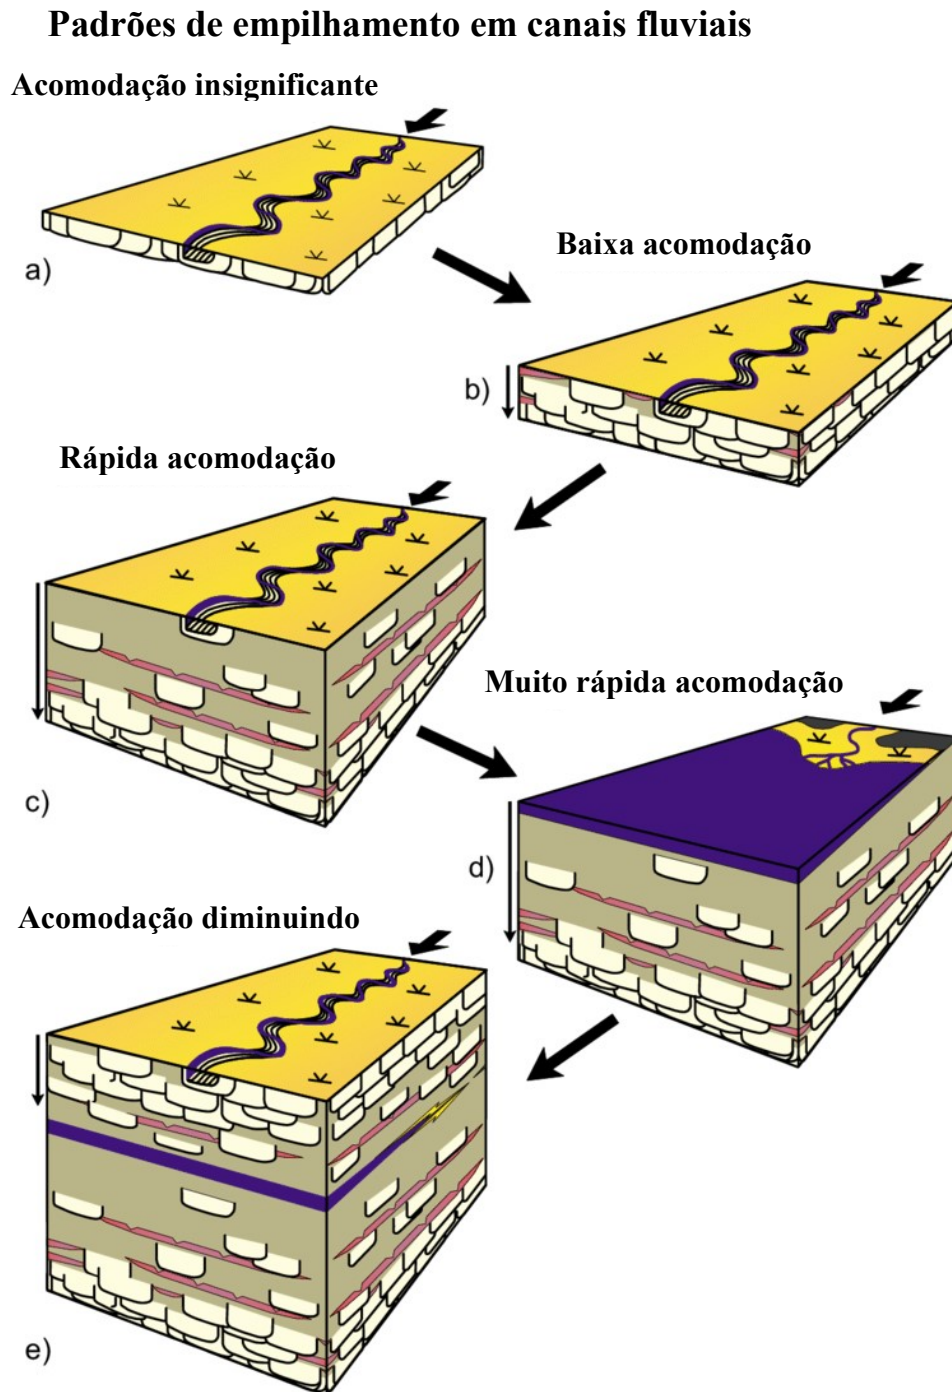 Padrões de empilhamento em canais fluviais
Acomodação insignificante
a)
Baixa acomodação
b)
Rápida acomodação
c)
Muito rápida acomodação
d)
Acomodação diminuindo
e)